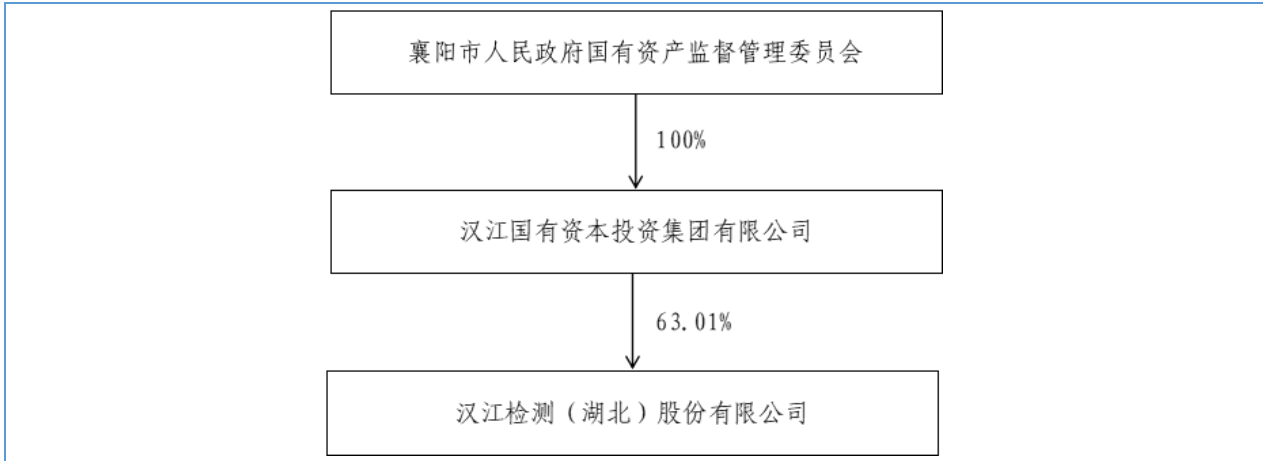 襄阳市人民政府国有资产监督管理委员会
100%
汉江国有资本投资集团有限公司
63.01%
汉江检测（湖北）股份有限公司